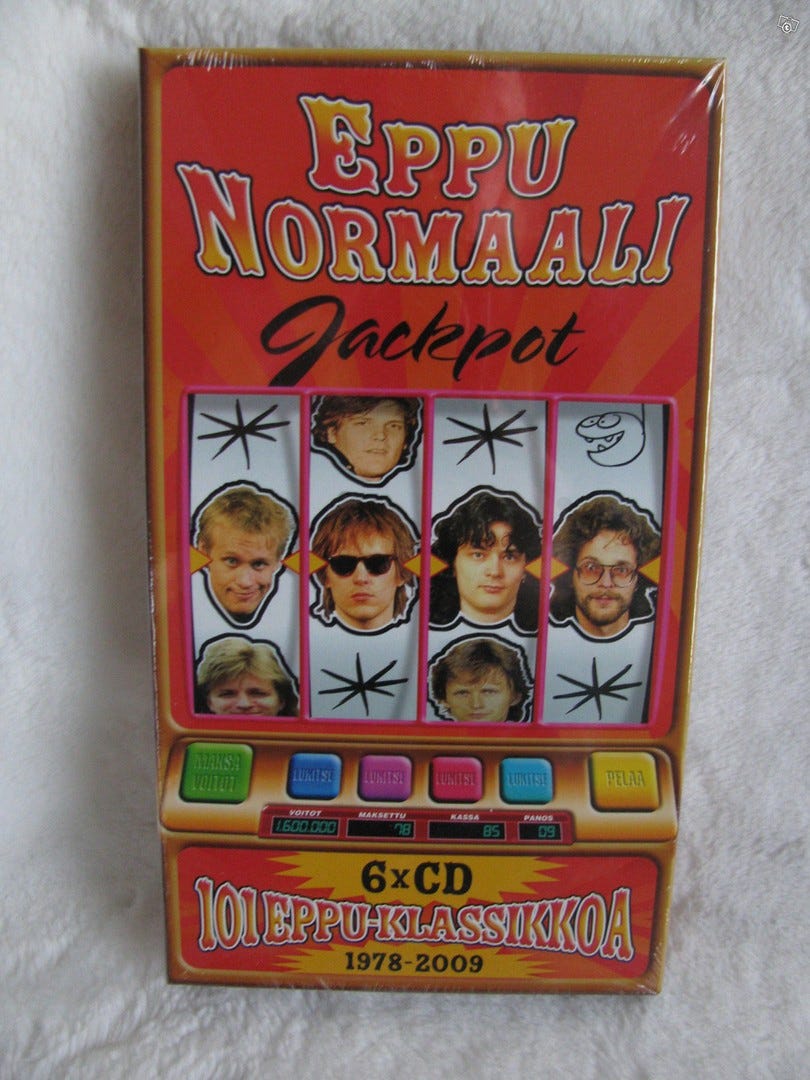 EPPU
NORMAALI
Jackpot
MAKSA
VOITOT
LUKITSE
LUKITSE
LUKITSE
LUKITSE
PELAA
VOITOT
MAKSETTU
KASSA
PANOS
1.600.000
78
85
09
6xCD
101 EPPU-KLASSIKKOA
1978-2009